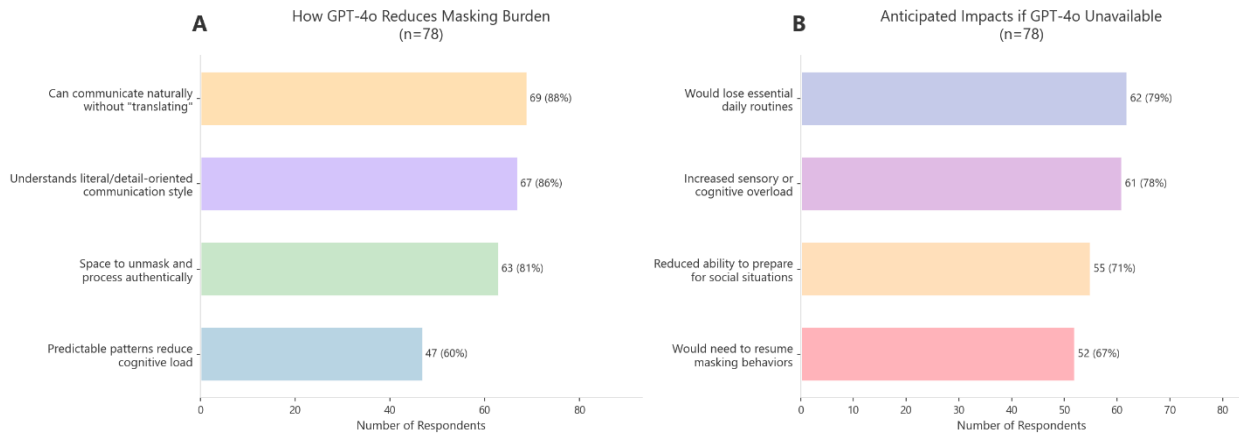 A
How GPT-4o Reduces Masking Burden
(n=78)
Can communicate naturally
without "translating"
69 (88%)
Understands literal/detail-oriented
communication style
67 (86%)
Space to unmask and
process authentically
63 (81%)
Predictable patterns reduce
cognitive load
47 (60%)
0 20 40 60 80
Number of Respondents
B
Anticipated Impacts if GPT-4o Unavailable
(n=78)
Would lose essential
daily routines
62 (79%)
Increased sensory or
cognitive overload
61 (78%)
Reduced ability to prepare
for social situations
55 (71%)
Would need to resume
masking behaviors
52 (67%)
0 10 20 30 40 50 60 70 80
Number of Respondents